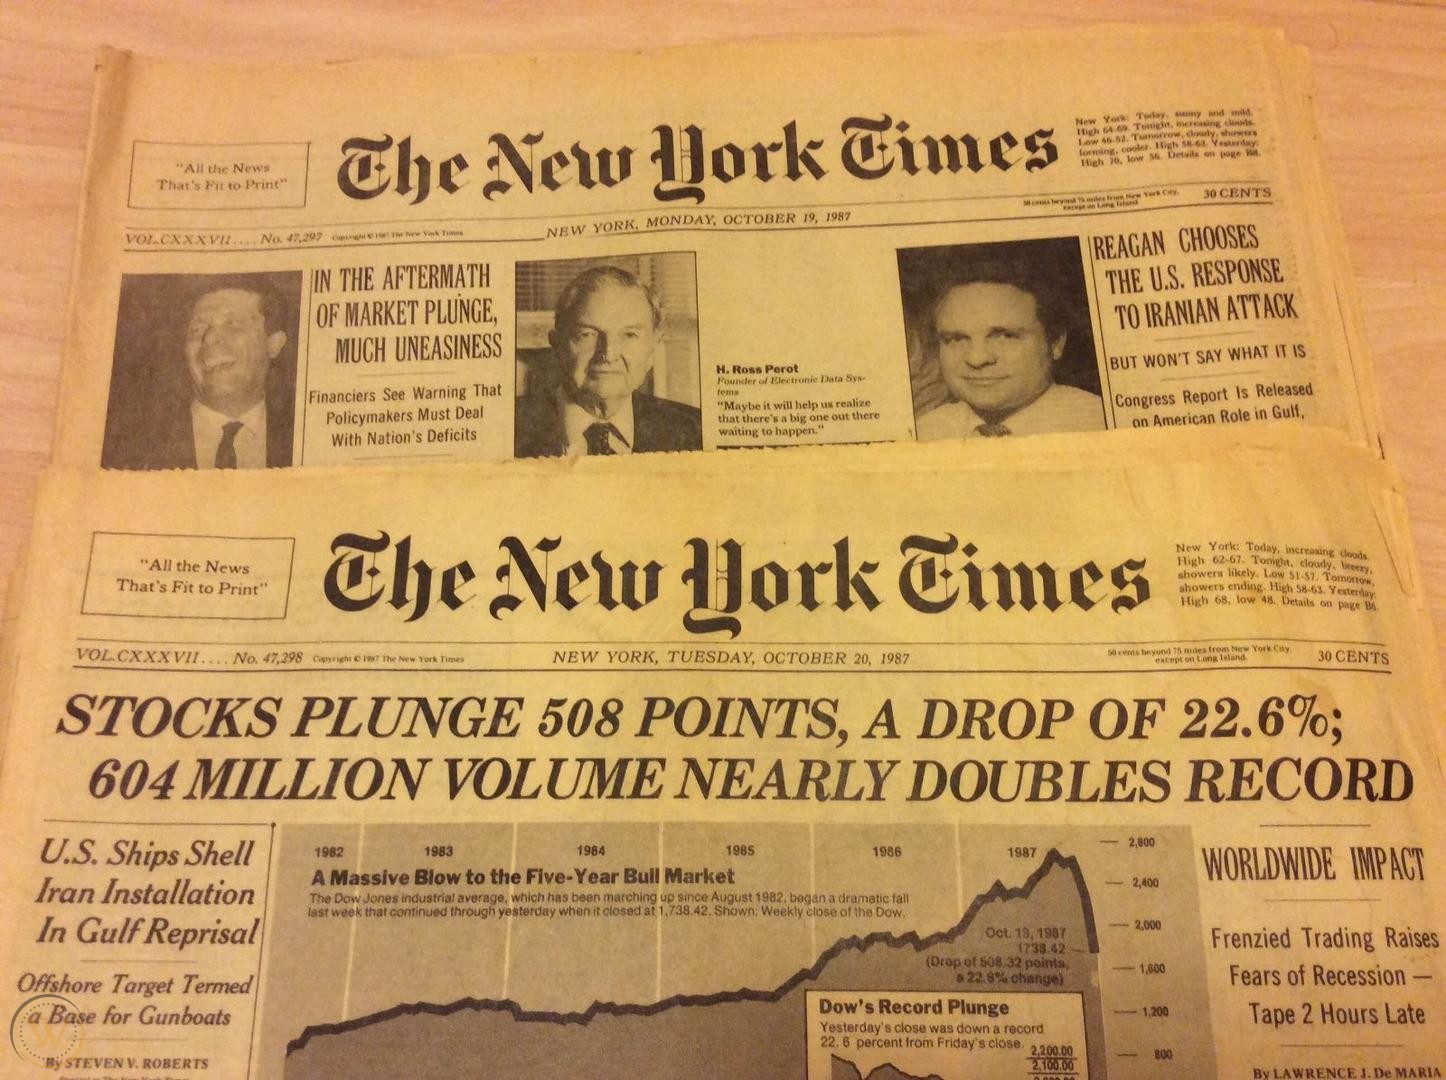 "All the News
That's Fit to Print"
The New York Times
New York: Today, sunny and mild.
High 64-69. Tonight, increasing clouds.
Low 46-52. Tomorrow, cloudy, showers
forming, cooler. High 58-63. Yesterday:
High 70, low 56. Details on page B8.
VOL.CXXXVII.... No. 47,297
Copyright © 1987 The New York Times
NEW YORK, MONDAY, OCTOBER 19, 1987
50 cents beyond 75 miles from New York City,
except on Long Island.
30 CENTS
IN THE AFTERMATH
OF MARKET PLUNGE,
MUCH UNEASINESS
Financiers See Warning That
Policymakers Must Deal
With Nation's Deficits
H. Ross Perot
Founder of Electronic Data Sys-
tems
"Maybe it will help us realize
that there's a big one out there
waiting to happen."
REAGAN CHOOSES
THE U.S. RESPONSE
TO IRANIAN ATTACK
BUT WON'T SAY WHAT IT IS
Congress Report Is Released
on American Role in Gulf,
"All the News
That's Fit to Print"
The New York Times
New York: Today, increasing clouds.
High 62-67. Tonight, cloudy, breezy,
showers likely. Low 51-57. Tomorrow,
showers ending. High 58-63. Yesterday:
High 68, low 48. Details on page B6.
VOL.CXXXVII.... No. 47,298
Copyright © 1987 The New York Times
NEW YORK, TUESDAY, OCTOBER 20, 1987
50 cents beyond 75 miles from New York City,
except on Long Island.
30 CENTS
STOCKS PLUNGE 508 POINTS, A DROP OF 22.6%;
604 MILLION VOLUME NEARLY DOUBLES RECORD
U.S. Ships Shell
Iran Installation
In Gulf Reprisal
Offshore Target Termed
a Base for Gunboats
By STEVEN V. ROBERTS
1982 1983 1984 1985 1986 1987
A Massive Blow to the Five-Year Bull Market
The Dow Jones industrial average, which has been marching up since August 1982, began a dramatic fall
last week that continued through yesterday when it closed at 1,738.42. Shown: Weekly close of the Dow.
2,800
2,400
2,000
1,600
1,200
800
Oct. 19, 1987
1738.42
(Drop of 508.32 points,
a 22.6% change)
Dow's Record Plunge
Yesterday's close was down a record
22. 6 percent from Friday's close.
2,200.00
2,100.00
WORLDWIDE IMPACT
Frenzied Trading Raises
Fears of Recession —
Tape 2 Hours Late
By LAWRENCE J. De MARIA
W